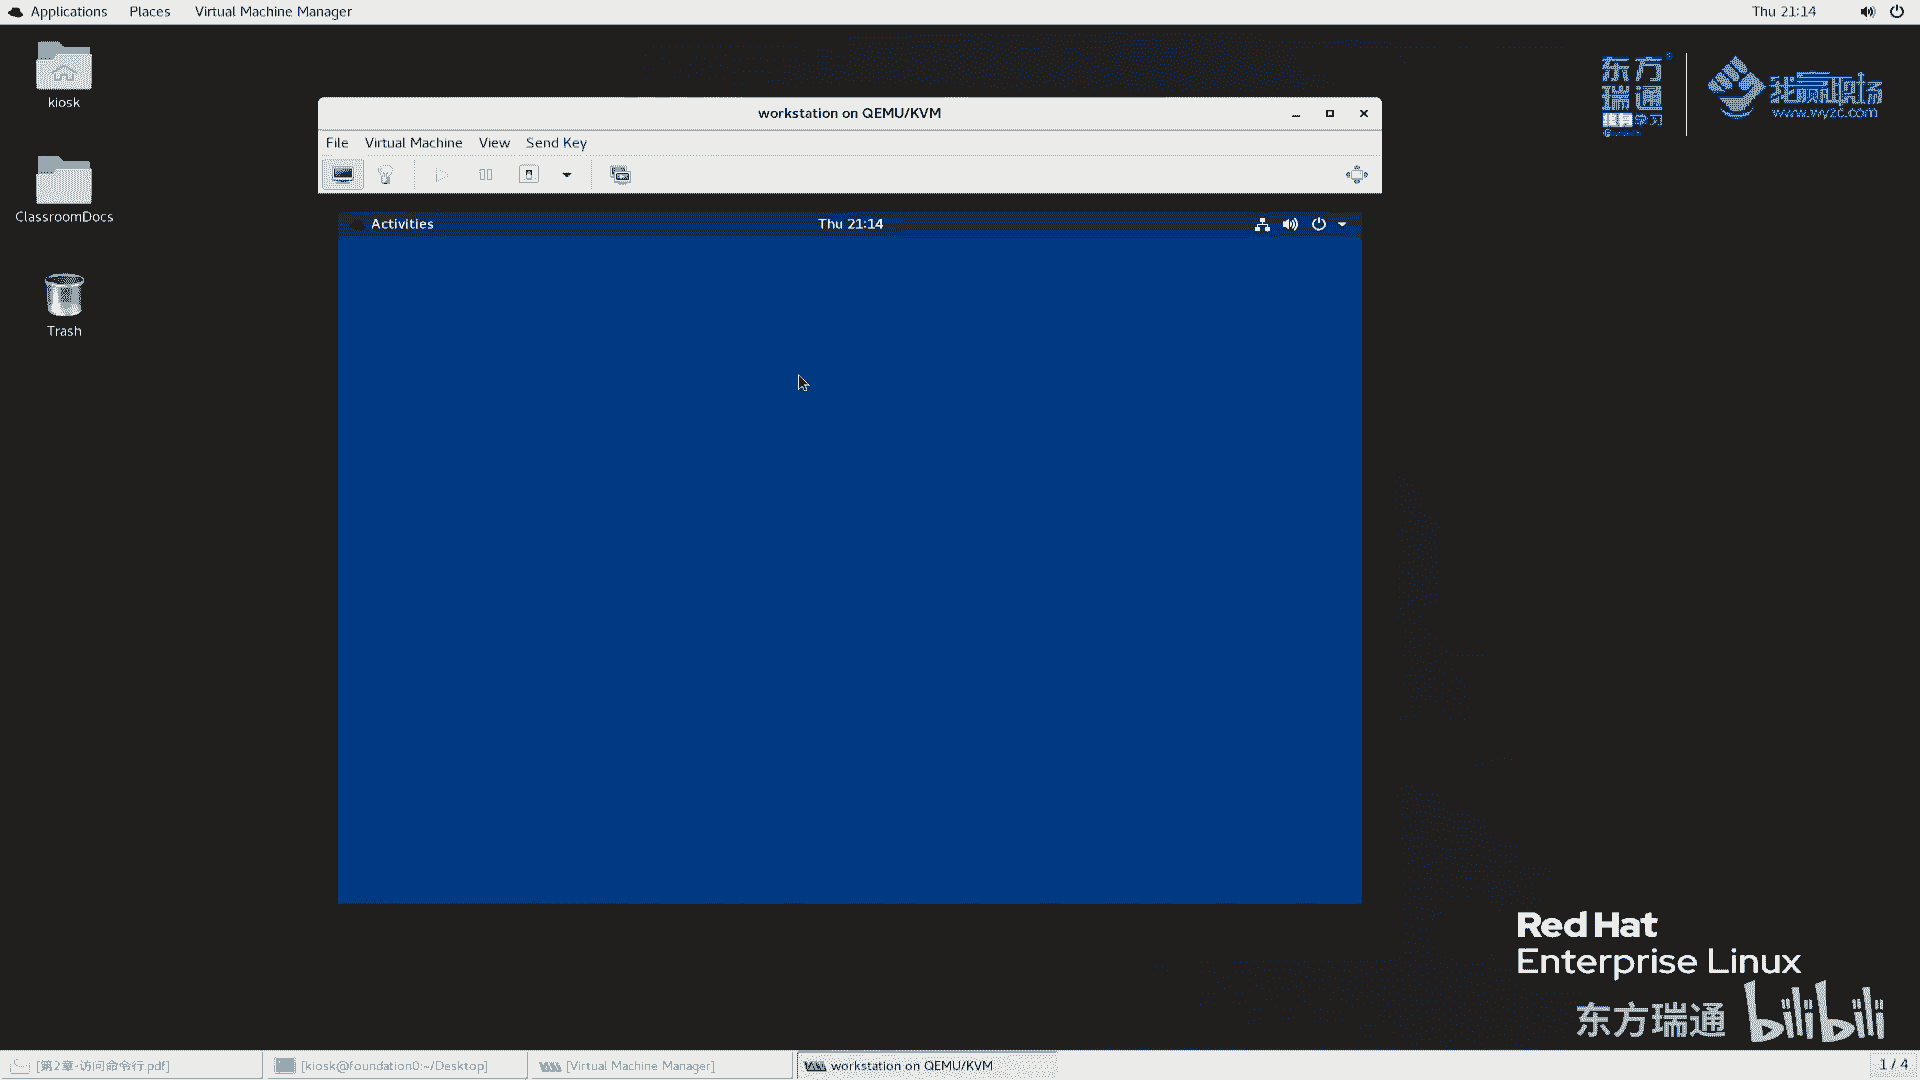 Applications Places Virtual Machine Manager Thu 21:14
kiosk
ClassroomDocs
Trash
东方
瑞通
学习
我赢职场
www.wyzc.com
workstation on QEMU/KVM
File Virtual Machine View Send Key
Activities Thu 21:14
Red Hat
Enterprise Linux
东方瑞通 bilibili
[第2章-访问命令行.pdf] [kiosk@foundation0:~/Desktop] [Virtual Machine Manager] workstation on QEMU/KVM 1 / 4